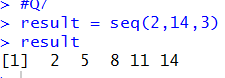 > #Q7
> result = seq(2,14,3)
> result
[1]  2  5  8 11 14